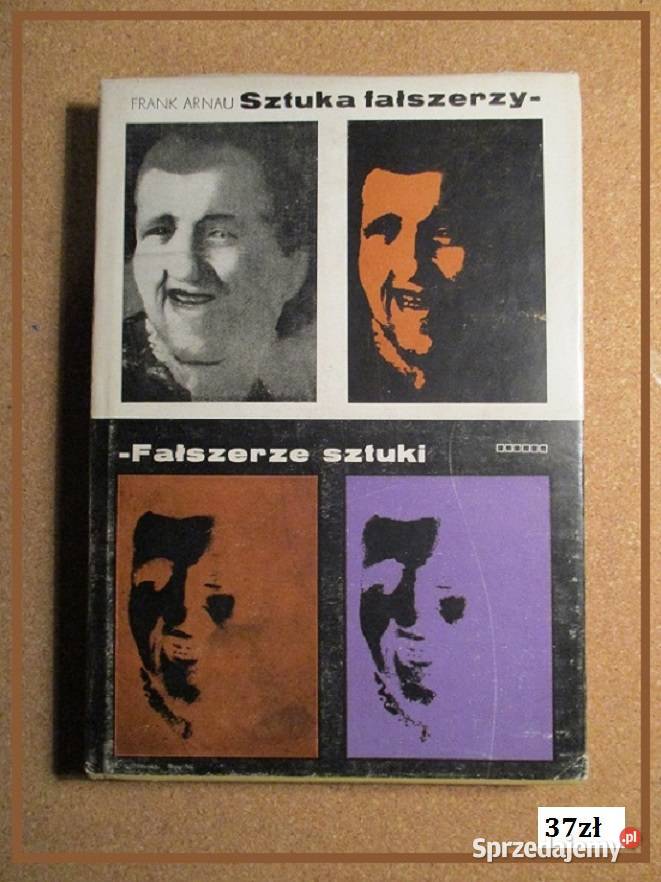 FRANK ARNAU Sztuka fałszerzy-
-Fałszerze sztuki
37zł
Sprzedajemy.pl